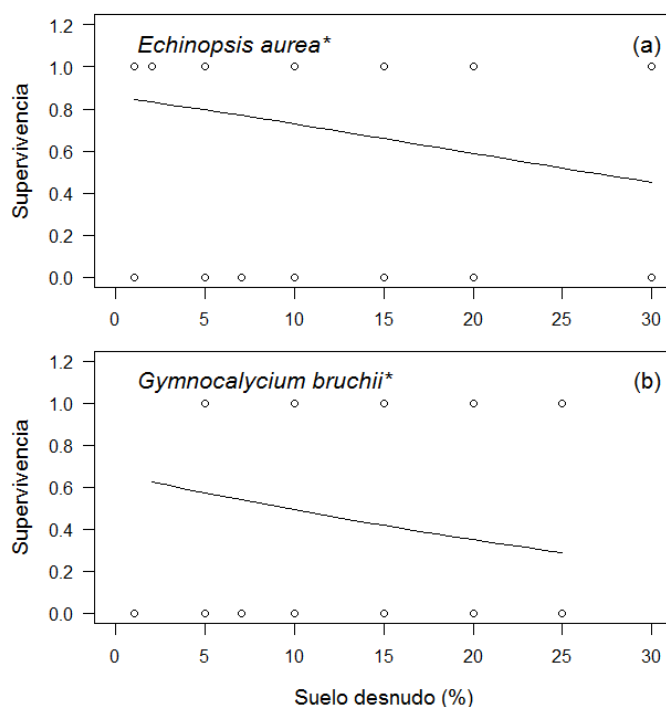 Echinopsis aurea* (a)
Supervivencia
1.2
1.0
0.8
0.6
0.4
0.2
0.0
0 5 10 15 20 25 30
Gymnocalycium bruchii* (b)
Supervivencia
1.2
1.0
0.8
0.6
0.4
0.2
0.0
0 5 10 15 20 25 30
Suelo desnudo (%)